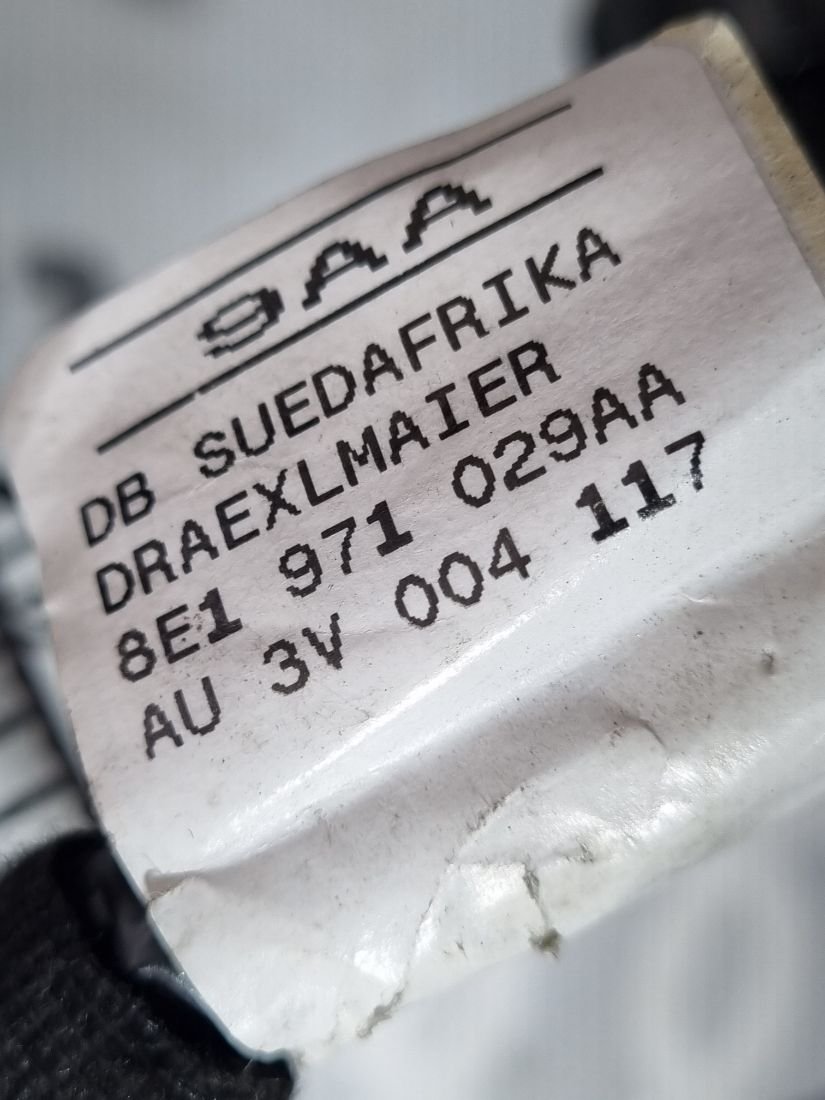 9AA
DB SUEDAFRIKA
DRAEXLMAIER
8E1 971 029AA
AU 3V 004 117